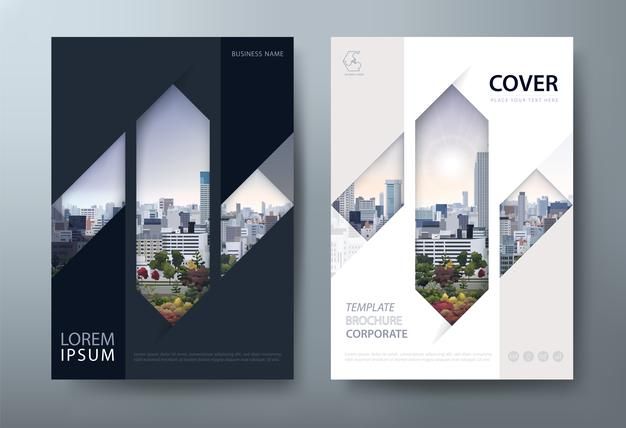 BUSINESS NAME
LOREM
IPSUM
COVER
PLACE YOUR TEXT HERE
TEMPLATE
BROCHURE
CORPORATE